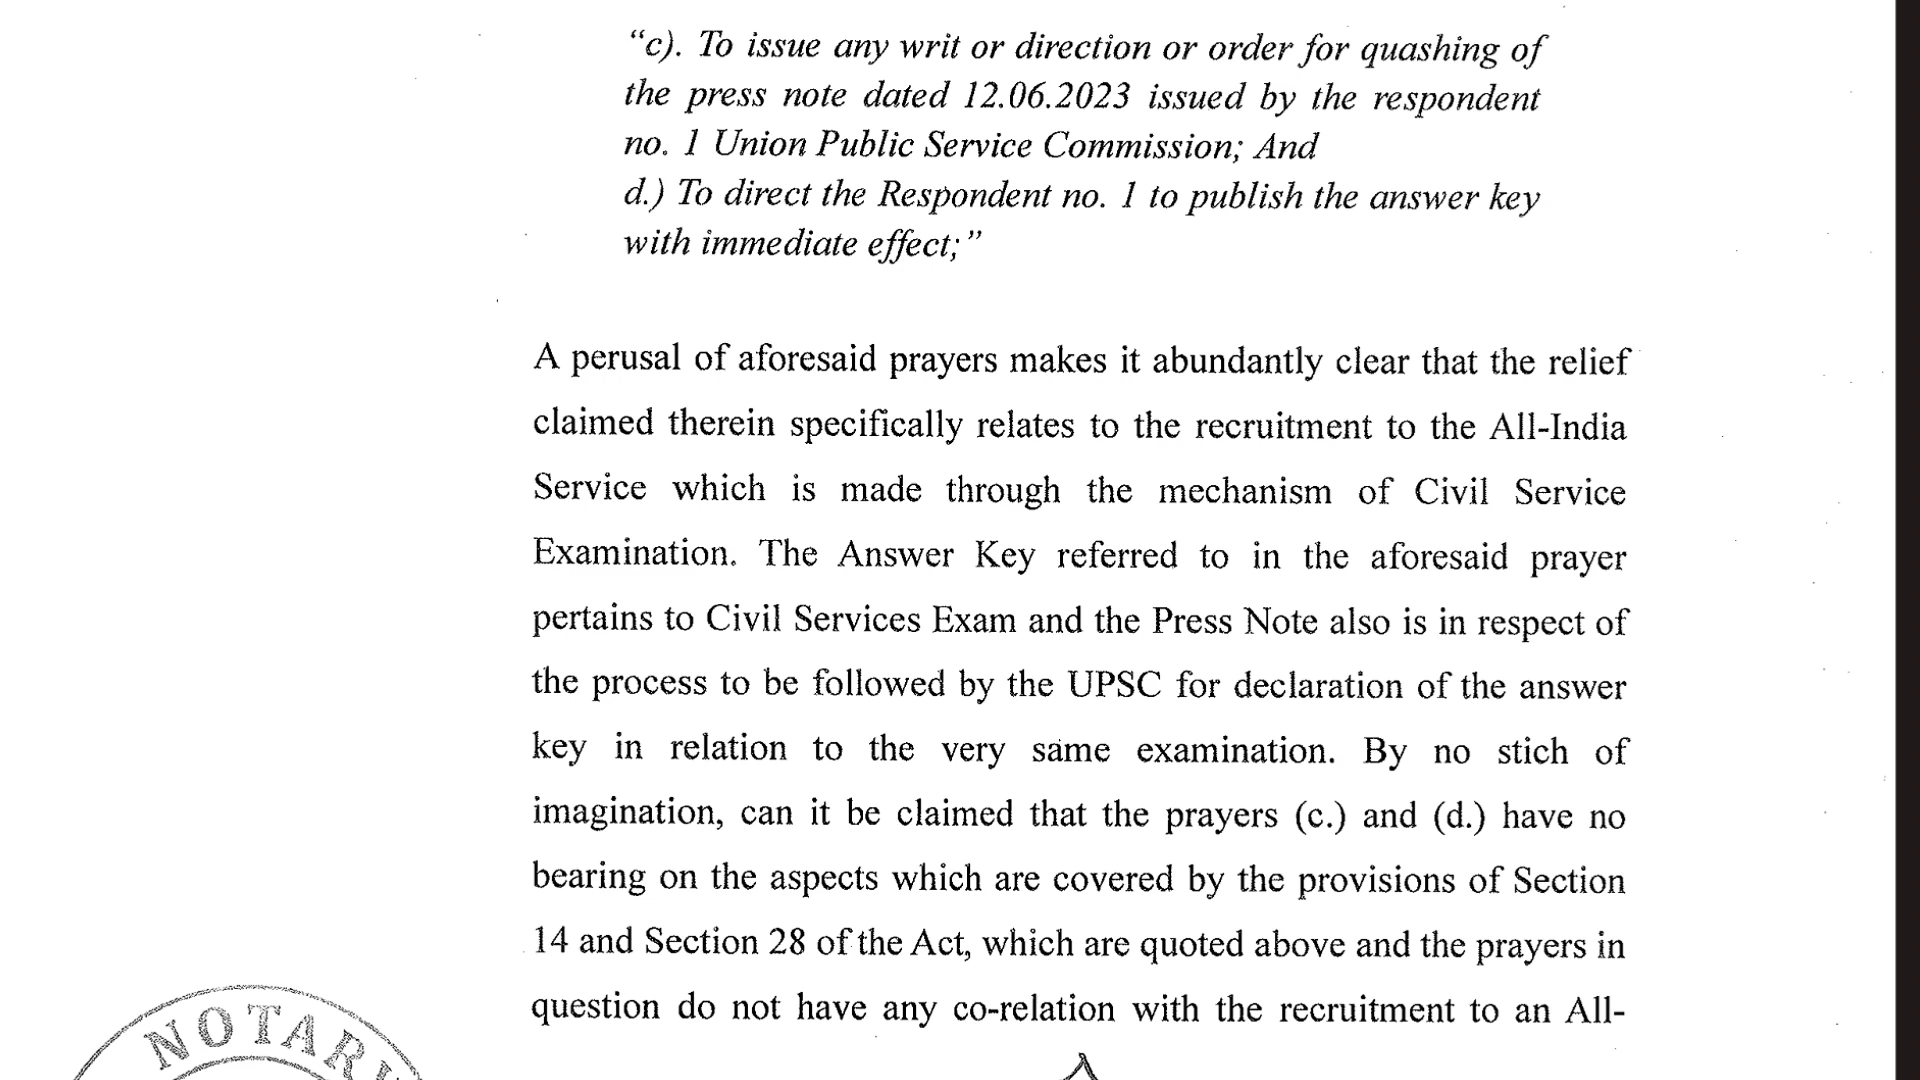 “c). To issue any writ or direction or order for quashing of
the press note dated 12.06.2023 issued by the respondent
no. 1 Union Public Service Commission; And
d.) To direct the Respondent no. 1 to publish the answer key
with immediate effect;”
A perusal of aforesaid prayers makes it abundantly clear that the relief
claimed therein specifically relates to the recruitment to the All-India
Service which is made through the mechanism of Civil Service
Examination. The Answer Key referred to in the aforesaid prayer
pertains to Civil Services Exam and the Press Note also is in respect of
the process to be followed by the UPSC for declaration of the answer
key in relation to the very same examination. By no stich of
imagination, can it be claimed that the prayers (c.) and (d.) have no
bearing on the aspects which are covered by the provisions of Section
14 and Section 28 of the Act, which are quoted above and the prayers in
question do not have any co-relation with the recruitment to an All-
NOTARY